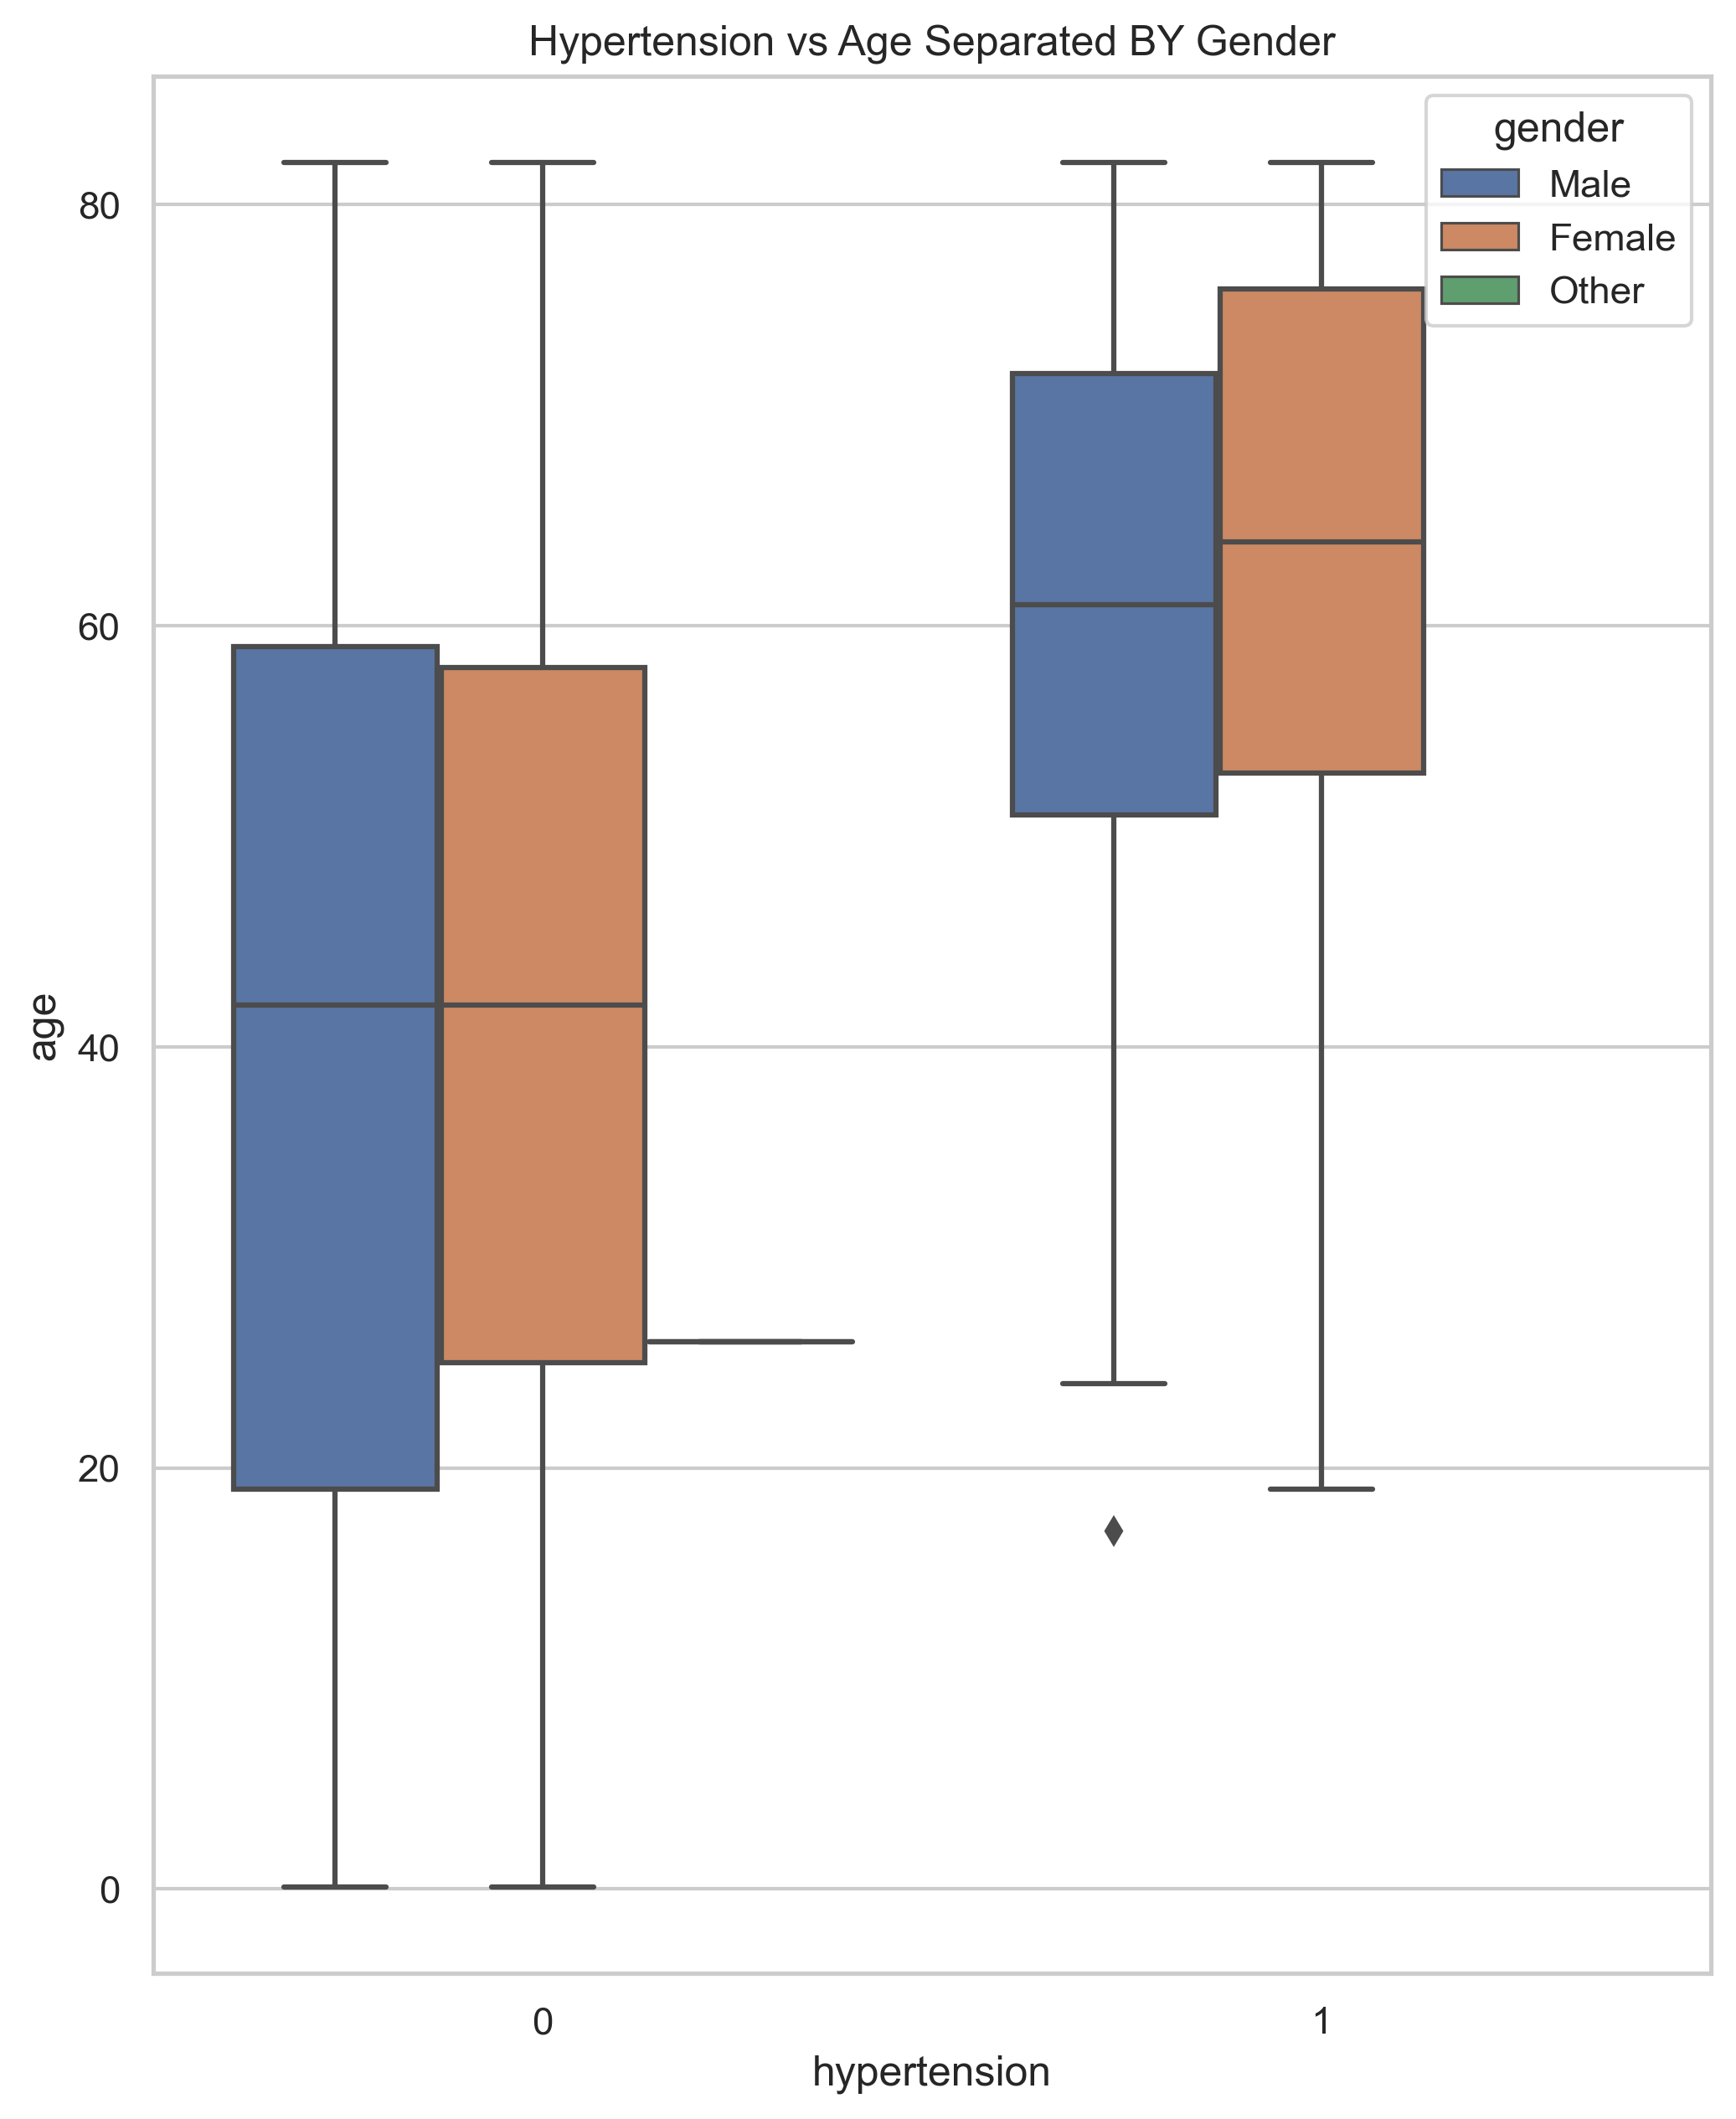 Hypertension vs Age Separated BY Gender
gender
Male
Female
Other
80
60
40
20
0
age
0
1
hypertension